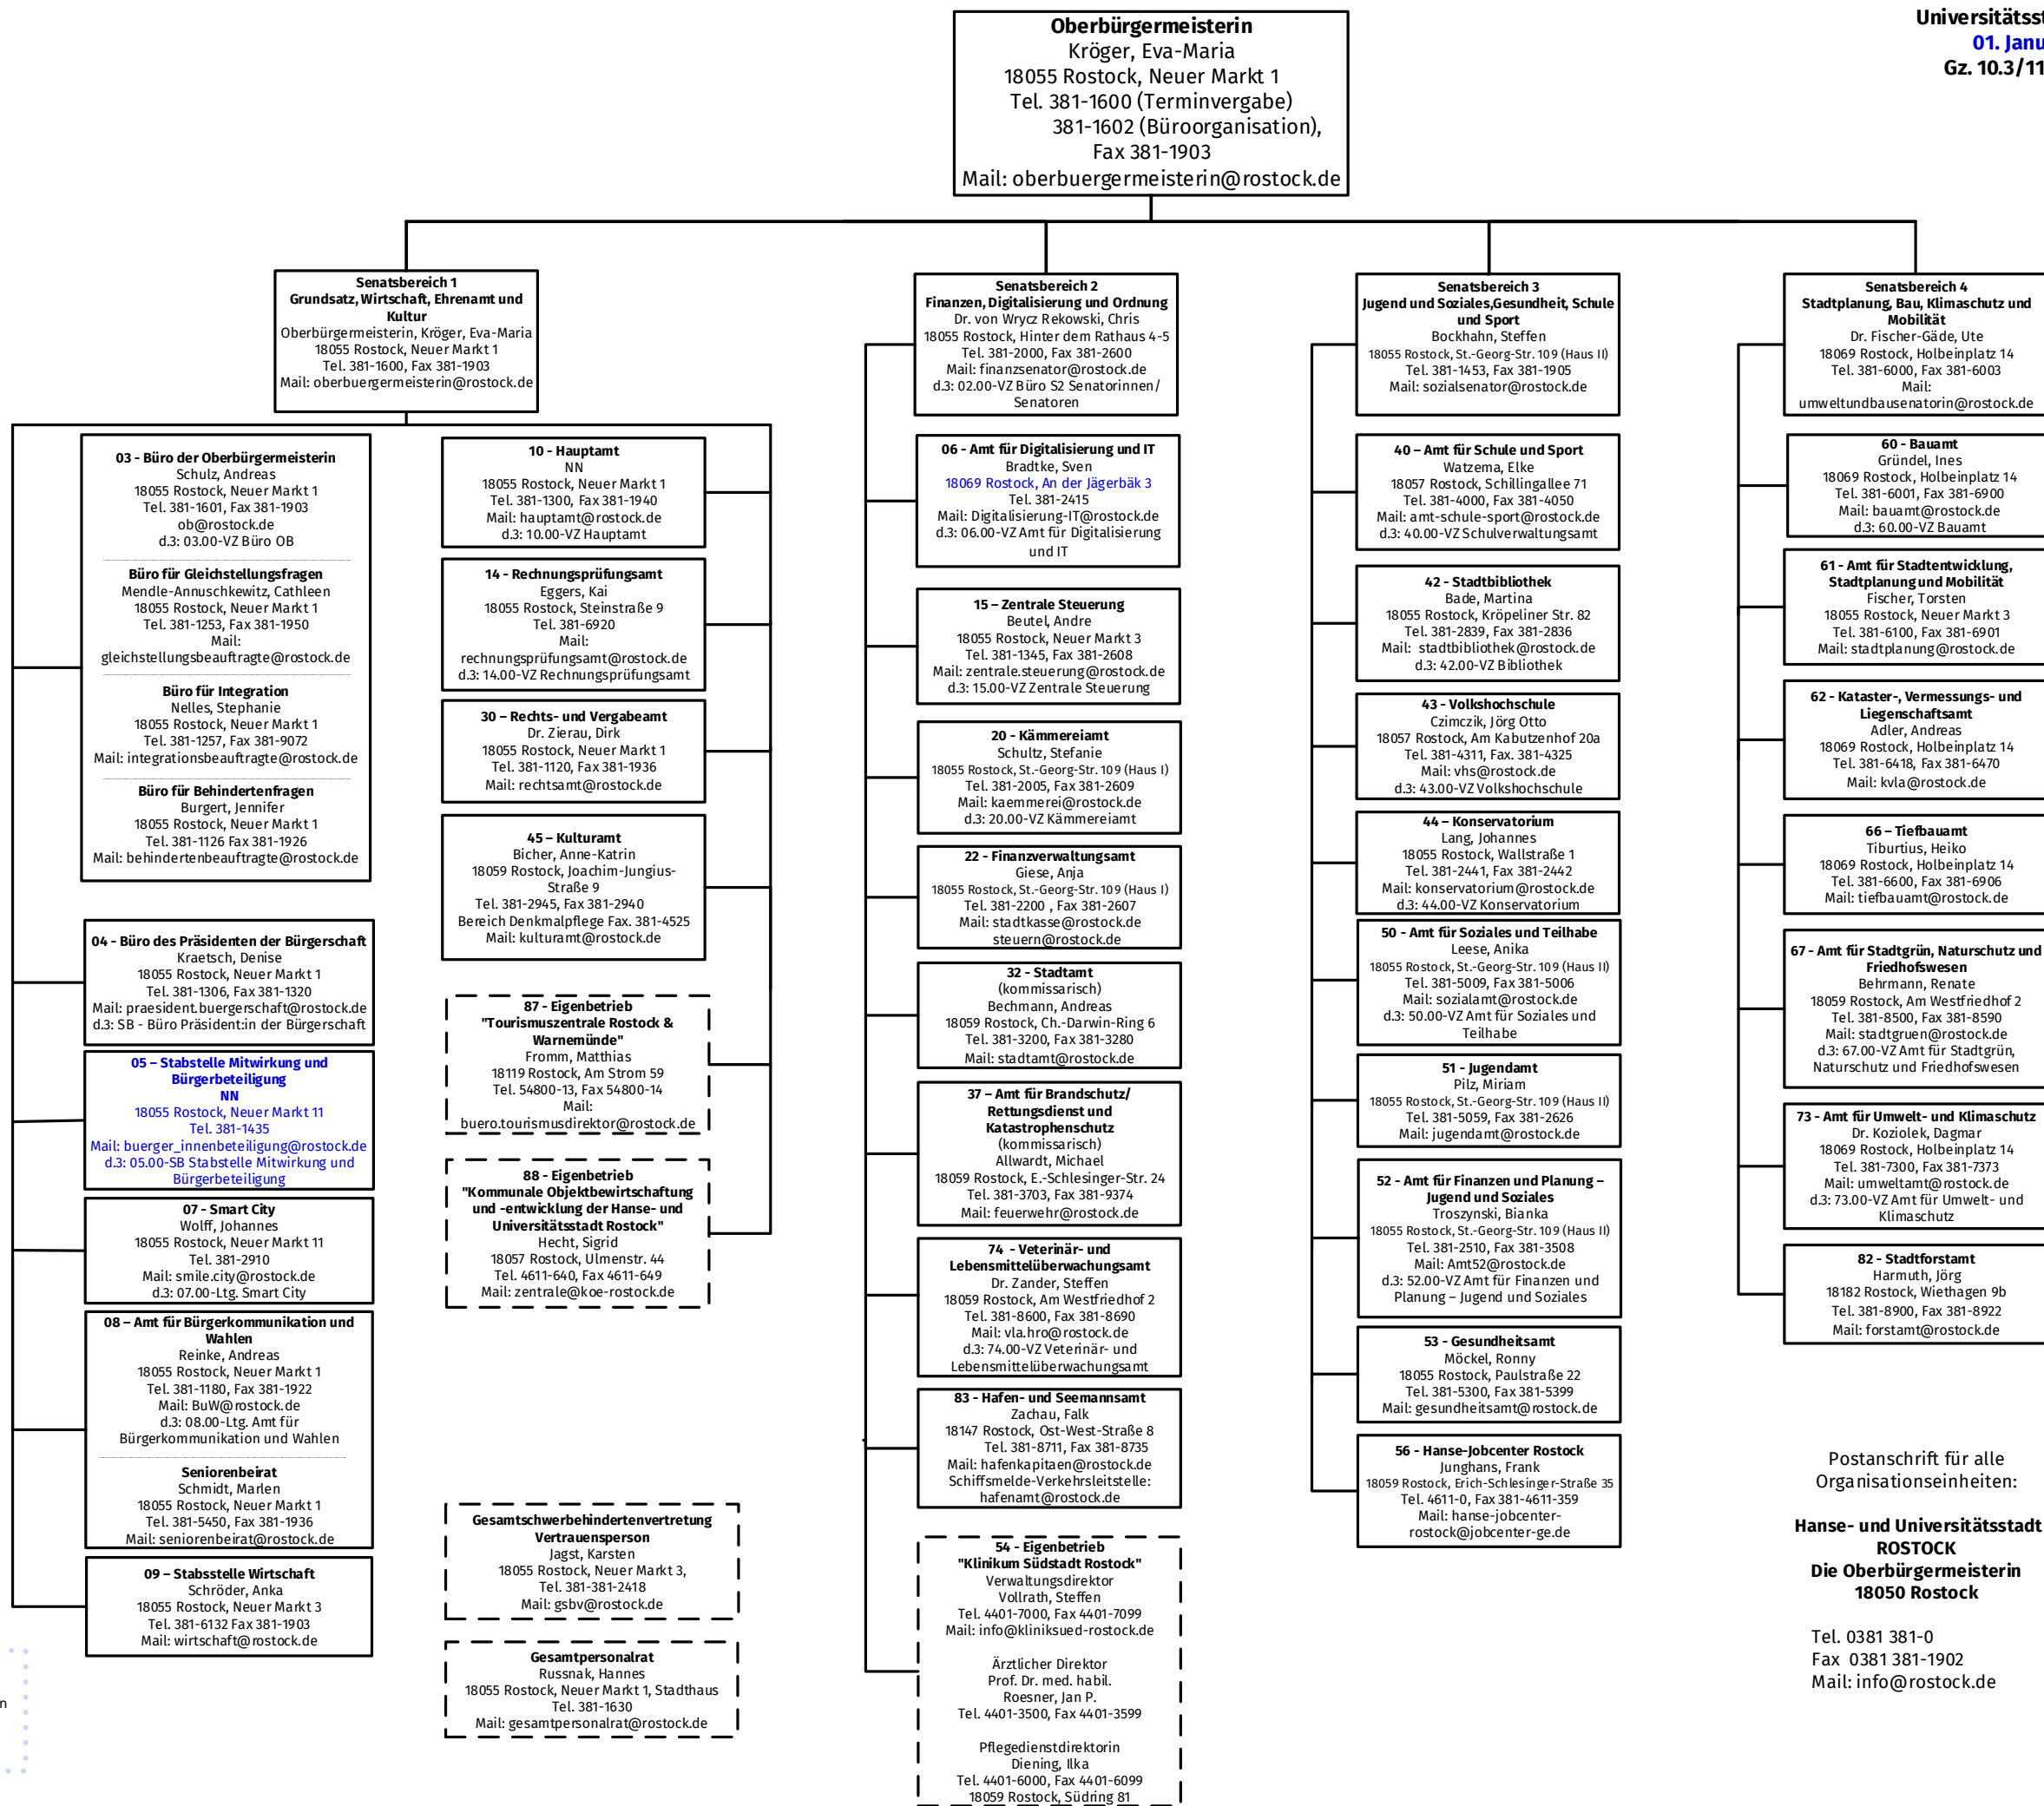 Universitätsst
01. Janu
Gz. 10.3/11
Oberbürgermeisterin
Kröger, Eva-Maria
18055 Rostock, Neuer Markt 1
Tel. 381-1600 (Terminvergabe)
381-1602 (Büroorganisation),
Fax 381-1903
Mail: oberbuergermeisterin@rostock.de
Senatsbereich 1
Grundsatz, Wirtschaft, Ehrenamt und
Kultur
Oberbürgermeisterin, Kröger, Eva-Maria
18055 Rostock, Neuer Markt 1
Tel. 381-1600, Fax 381-1903
Mail: oberbuergermeisterin@rostock.de
03 - Büro der Oberbürgermeisterin
Schulz, Andreas
18055 Rostock, Neuer Markt 1
Tel. 381-1601, Fax 381-1903
ob@rostock.de
d.3: 03.00-VZ Büro OB
Büro für Gleichstellungsfragen
Mendle-Annuschkewitz, Cathleen
18055 Rostock, Neuer Markt 1
Tel. 381-1253, Fax 381-1950
Mail:
gleichstellungsbeauftragte@rostock.de
Büro für Integration
Nelles, Stephanie
18055 Rostock, Neuer Markt 1
Tel. 381-1257, Fax 381-9072
Mail: integrationsbeauftragte@rostock.de
Büro für Behindertenfragen
Burgert, Jennifer
18055 Rostock, Neuer Markt 1
Tel. 381-1126 Fax 381-1926
Mail: behindertenbeauftragte@rostock.de
04 - Büro des Präsidenten der Bürgerschaft
Kraetsch, Denise
18055 Rostock, Neuer Markt 1
Tel. 381-1306, Fax 381-1320
Mail: praesident.buergerschaft@rostock.de
d.3: SB - Büro Präsident:in der Bürgerschaft
05 – Stabstelle Mitwirkung und
Bürgerbeteiligung
NN
18055 Rostock, Neuer Markt 11
Tel. 381-1435
Mail: buerger_innenbeteiligung@rostock.de
d.3: 05.00-SB Stabstelle Mitwirkung und
Bürgerbeteiligung
07 - Smart City
Wolff, Johannes
18055 Rostock, Neuer Markt 11
Tel. 381-2910
Mail: smile.city@rostock.de
d.3: 07.00-Ltg. Smart City
08 – Amt für Bürgerkommunikation und
Wahlen
Reinke, Andreas
18055 Rostock, Neuer Markt 1
Tel. 381-1180, Fax 381-1922
Mail: BuW@rostock.de
d.3: 08.00-Ltg. Amt für
Bürgerkommunikation und Wahlen
Seniorenbeirat
Schmidt, Marlen
18055 Rostock, Neuer Markt 1
Tel. 381-5450, Fax 381-1936
Mail: seniorenbeirat@rostock.de
09 – Stabsstelle Wirtschaft
Schröder, Anka
18055 Rostock, Neuer Markt 3
Tel. 381-6132 Fax 381-1903
Mail: wirtschaft@rostock.de
n
10 - Hauptamt
NN
18055 Rostock, Neuer Markt 1
Tel. 381-1300, Fax 381-1940
Mail: hauptamt@rostock.de
d.3: 10.00-VZ Hauptamt
14 - Rechnungsprüfungsamt
Eggers, Kai
18055 Rostock, Steinstraße 9
Tel. 381-6920
Mail:
rechnungsprüfungsamt@rostock.de
d.3: 14.00-VZ Rechnungsprüfungsamt
30 – Rechts- und Vergabeamt
Dr. Zierau, Dirk
18055 Rostock, Neuer Markt 1
Tel. 381-1120, Fax 381-1936
Mail: rechtsamt@rostock.de
45 – Kulturamt
Bicher, Anne-Katrin
18059 Rostock, Joachim-Jungius-
Straße 9
Tel. 381-2945, Fax 381-2940
Bereich Denkmalpflege Fax. 381-4525
Mail: kulturamt@rostock.de
87 - Eigenbetrieb
"Tourismuszentrale Rostock &
Warnemünde"
Fromm, Matthias
18119 Rostock, Am Strom 59
Tel. 54800-13, Fax 54800-14
Mail:
buero.tourismusdirektor@rostock.de
88 - Eigenbetrieb
"Kommunale Objektbewirtschaftung
und -entwicklung der Hanse- und
Universitätsstadt Rostock"
Hecht, Sigrid
18057 Rostock, Ulmenstr. 44
Tel. 4611-640, Fax 4611-649
Mail: zentrale@koe-rostock.de
Gesamtschwerbehindertenvertretung
Vertrauensperson
Jagst, Karsten
18055 Rostock, Neuer Markt 3,
Tel. 381-381-2418
Mail: gsbv@rostock.de
Gesamtpersonalrat
Russnak, Hannes
18055 Rostock, Neuer Markt 1, Stadthaus
Tel. 381-1630
Mail: gesamtpersonalrat@rostock.de
Senatsbereich 2
Finanzen, Digitalisierung und Ordnung
Dr. von Wrycz Rekowski, Chris
18055 Rostock, Hinter dem Rathaus 4-5
Tel. 381-2000, Fax 381-2600
Mail: finanzsenator@rostock.de
d.3: 02.00-VZ Büro S2 Senatorinnen/
Senatoren
06 - Amt für Digitalisierung und IT
Bradtke, Sven
18069 Rostock, An der Jägerbäk 3
Tel. 381-2415
Mail: Digitalisierung-IT@rostock.de
d.3: 06.00-VZ Amt für Digitalisierung
und IT
15 – Zentrale Steuerung
Beutel, Andre
18055 Rostock, Neuer Markt 3
Tel. 381-1345, Fax 381-2608
Mail: zentrale.steuerung@rostock.de
d.3: 15.00-VZ Zentrale Steuerung
20 - Kämmereiamt
Schultz, Stefanie
18055 Rostock, St.-Georg-Str. 109 (Haus I)
Tel. 381-2005, Fax 381-2609
Mail: kaemmerei@rostock.de
d.3: 20.00-VZ Kämmereiamt
22 - Finanzverwaltungsamt
Giese, Anja
18055 Rostock, St.-Georg-Str. 109 (Haus I)
Tel. 381-2200 , Fax 381-2607
Mail: stadtkasse@rostock.de
steuern@rostock.de
32 - Stadtamt
(kommissarisch)
Bechmann, Andreas
18059 Rostock, Ch.-Darwin-Ring 6
Tel. 381-3200, Fax 381-3280
Mail: stadtamt@rostock.de
37 – Amt für Brandschutz/
Rettungsdienst und
Katastrophenschutz
(kommissarisch)
Allwardt, Michael
18059 Rostock, E.-Schlesinger-Str. 24
Tel. 381-3703, Fax 381-9374
Mail: feuerwehr@rostock.de
74 - Veterinär- und
Lebensmittelüberwachungsamt
Dr. Zander, Steffen
18059 Rostock, Am Westfriedhof 2
Tel. 381-8600, Fax 381-8690
Mail: vla.hro@rostock.de
d.3: 74.00-VZ Veterinär- und
Lebensmittelüberwachungsamt
83 - Hafen- und Seemannsamt
Zachau, Falk
18147 Rostock, Ost-West-Straße 8
Tel. 381-8711, Fax 381-8735
Mail: hafenkapitaen@rostock.de
Schiffsmelde-Verkehrsleitstelle:
hafenamt@rostock.de
54 - Eigenbetrieb
"Klinikum Südstadt Rostock"
Verwaltungsdirektor
Vollrath, Steffen
Tel. 4401-7000, Fax 4401-7099
Mail: info@kliniksued-rostock.de
Ärztlicher Direktor
Prof. Dr. med. habil.
Roesner, Jan P.
Tel. 4401-3500, Fax 4401-3599
Pflegedienstdirektorin
Diening, Ilka
Tel. 4401-6000, Fax 4401-6099
18059 Rostock, Südring 81
Senatsbereich 3
Jugend und Soziales,Gesundheit, Schule
und Sport
Bockhahn, Steffen
18055 Rostock, St.-Georg-Str. 109 (Haus II)
Tel. 381-1453, Fax 381-1905
Mail: sozialsenator@rostock.de
40 – Amt für Schule und Sport
Watzema, Elke
18057 Rostock, Schillingallee 71
Tel. 381-4000, Fax 381-4050
Mail: amt-schule-sport@rostock.de
d.3: 40.00-VZ Schulverwaltungsamt
42 - Stadtbibliothek
Bade, Martina
18055 Rostock, Kröpeliner Str. 82
Tel. 381-2839, Fax 381-2836
Mail: stadtbibliothek@rostock.de
d.3: 42.00-VZ Bibliothek
43 - Volkshochschule
Czimczik, Jörg Otto
18057 Rostock, Am Kabutzenhof 20a
Tel. 381-4311, Fax. 381-4325
Mail: vhs@rostock.de
d.3: 43.00-VZ Volkshochschule
44 – Konservatorium
Lang, Johannes
18055 Rostock, Wallstraße 1
Tel. 381-2441, Fax 381-2442
Mail: konservatorium@rostock.de
d.3: 44.00-VZ Konservatorium
50 - Amt für Soziales und Teilhabe
Leese, Anika
18055 Rostock, St.-Georg-Str. 109 (Haus II)
Tel. 381-5009, Fax 381-5006
Mail: sozialamt@rostock.de
d.3: 50.00-VZ Amt für Soziales und
Teilhabe
51 - Jugendamt
Pilz, Miriam
18055 Rostock, St.-Georg-Str. 109 (Haus II)
Tel. 381-5059, Fax 381-2626
Mail: jugendamt@rostock.de
52 - Amt für Finanzen und Planung –
Jugend und Soziales
Troszynski, Bianka
18055 Rostock, St.-Georg-Str. 109 (Haus II)
Tel. 381-2510, Fax 381-3508
Mail: Amt52@rostock.de
d.3: 52.00-VZ Amt für Finanzen und
Planung – Jugend und Soziales
53 - Gesundheitsamt
Möckel, Ronny
18055 Rostock, Paulstraße 22
Tel. 381-5300, Fax 381-5399
Mail: gesundheitsamt@rostock.de
56 - Hanse-Jobcenter Rostock
Junghans, Frank
18059 Rostock, Erich-Schlesinger-Straße 35
Tel. 4611-0, Fax 381-4611-359
Mail: hanse-jobcenter-
rostock@jobcenter-ge.de
Senatsbereich 4
Stadtplanung, Bau, Klimaschutz und
Mobilität
Dr. Fischer-Gäde, Ute
18069 Rostock, Holbeinplatz 14
Tel. 381-6000, Fax 381-6003
Mail:
umweltundbausenatorin@rostock.de
60 - Bauamt
Gründel, Ines
18069 Rostock, Holbeinplatz 14
Tel. 381-6001, Fax 381-6900
Mail: bauamt@rostock.de
d.3: 60.00-VZ Bauamt
61 - Amt für Stadtentwicklung,
Stadtplanung und Mobilität
Fischer, Torsten
18055 Rostock, Neuer Markt 3
Tel. 381-6100, Fax 381-6901
Mail: stadtplanung@rostock.de
62 - Kataster-, Vermessungs- und
Liegenschaftsamt
Adler, Andreas
18069 Rostock, Holbeinplatz 14
Tel. 381-6418, Fax 381-6470
Mail: kvla@rostock.de
66 – Tiefbauamt
Tiburtius, Heiko
18069 Rostock, Holbeinplatz 14
Tel. 381-6600, Fax 381-6906
Mail: tiefbauamt@rostock.de
67 - Amt für Stadtgrün, Naturschutz und
Friedhofswesen
Behrmann, Renate
18059 Rostock, Am Westfriedhof 2
Tel. 381-8500, Fax 381-8590
Mail: stadtgruen@rostock.de
d.3: 67.00-VZ Amt für Stadtgrün,
Naturschutz und Friedhofswesen
73 - Amt für Umwelt- und Klimaschutz
Dr. Koziolek, Dagmar
18069 Rostock, Holbeinplatz 14
Tel. 381-7300, Fax 381-7373
Mail: umweltamt@rostock.de
d.3: 73.00-VZ Amt für Umwelt- und
Klimaschutz
82 - Stadtforstamt
Harmuth, Jörg
18182 Rostock, Wiethagen 9b
Tel. 381-8900, Fax 381-8922
Mail: forstamt@rostock.de
Postanschrift für alle
Organisationseinheiten:
Hanse- und Universitätsstadt
ROSTOCK
Die Oberbürgermeisterin
18050 Rostock
Tel. 0381 381-0
Fax 0381 381-1902
Mail: info@rostock.de